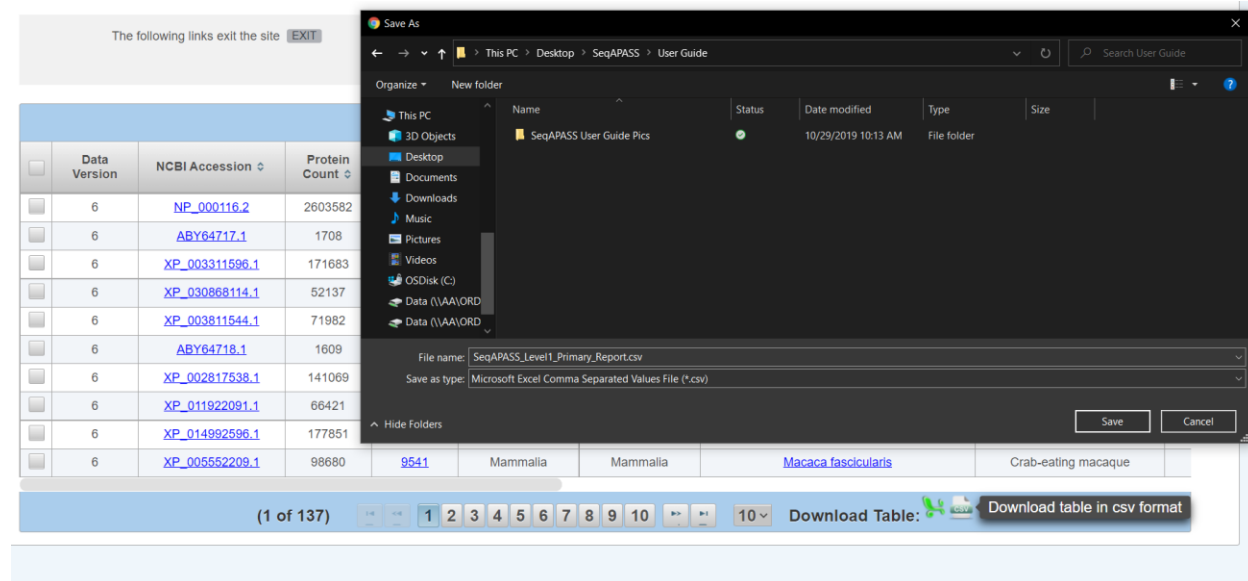 The following links exit the site EXIT
Save As
This PC > Desktop > SeqAPASS > User Guide
Search User Guide
Organize
New folder
Name Status Date modified Type Size
SeqAPASS User Guide Pics 10/29/2019 10:13 AM File folder
This PC
3D Objects
Desktop
Documents
Downloads
Music
Pictures
Videos
OSDisk (C:)
Data (\\AA\ORD
Data (\\AA\ORD
File name: SeqAPASS_Level1_Primary_Report.csv
Save as type: Microsoft Excel Comma Separated Values File (*.csv)
Hide Folders
Save Cancel
Data Version NCBI Accession Protein Count
6 NP_000116.2 2603582
6 ABY64717.1 1708
6 XP_003311596.1 171683
6 XP_030868114.1 52137
6 XP_003811544.1 71982
6 ABY64718.1 1609
6 XP_002817538.1 141069
6 XP_011922091.1 66421
6 XP_014992596.1 177851
6 XP_005552209.1 98680 9541 Mammalia Mammalia Macaca fascicularis Crab-eating macaque
(1 of 137) 1 2 3 4 5 6 7 8 9 10 10 Download Table: csv Download table in csv format